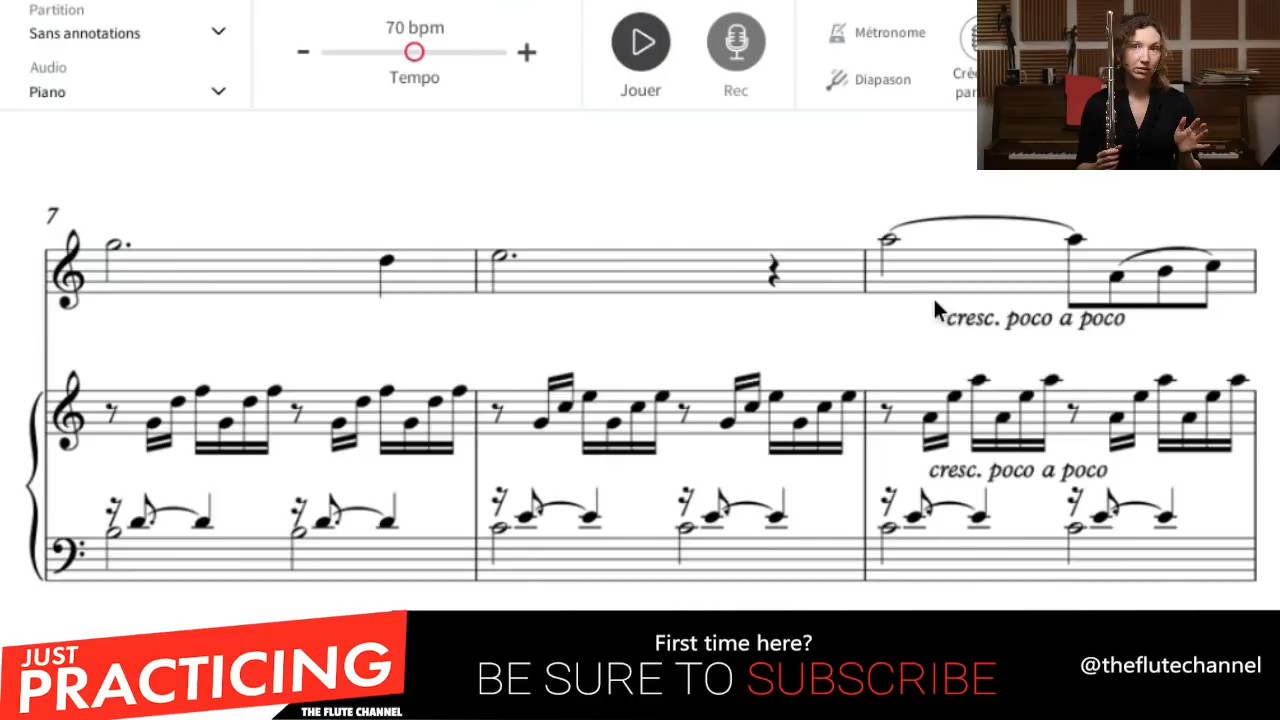 Partition
Sans annotations
Audio
Piano
70 bpm
Tempo
Jouer
Rec
Métronome
Diapason
7
cresc. poco a poco
cresc. poco a poco
JUST
PRACTICING
THE FLUTE CHANNEL
First time here?
BE SURE TO SUBSCRIBE
@theflutechannel